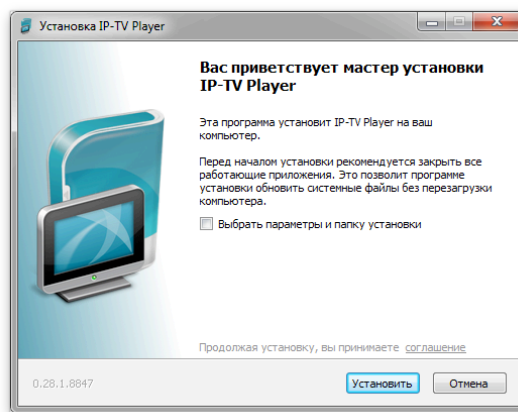 Установка IP-TV Player
Вас приветствует мастер установки
IP-TV Player
Эта программа установит IP-TV Player на ваш
компьютер.
Перед началом установки рекомендуется закрыть все
работающие приложения. Это позволит программе
установки обновить системные файлы без перезагрузки
компьютера.
Выбрать параметры и папку установки
Продолжая установку, вы принимаете соглашение
0.28.1.8847
Установить
Отмена